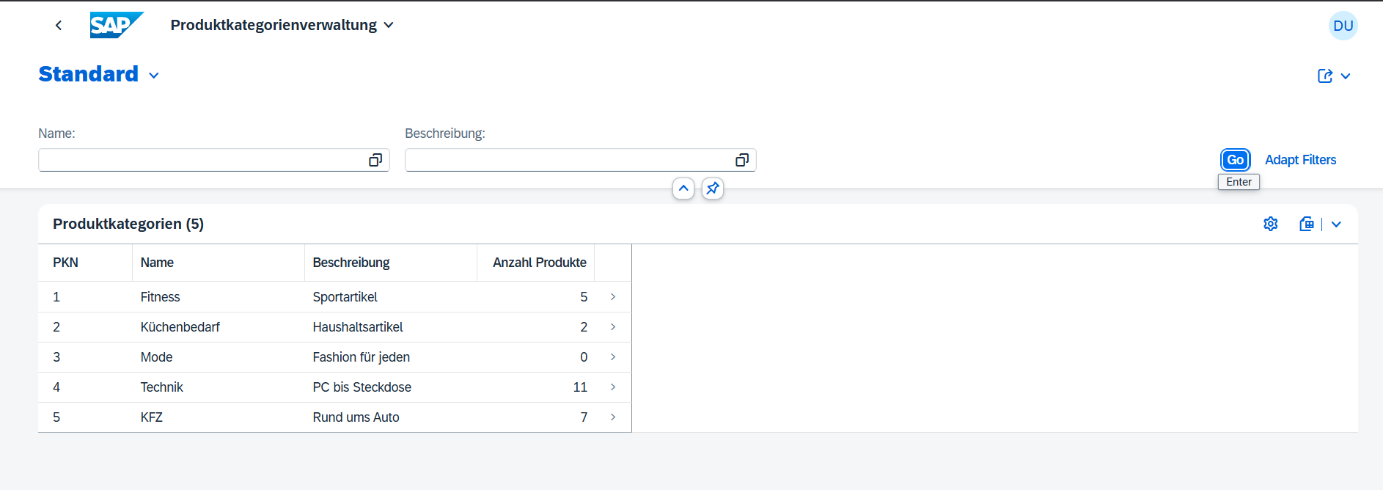 SAP Produktkategorienverwaltung DU
Standard
Name: Beschreibung:
Go Adapt Filters
Enter
Produktkategorien (5)
PKN Name Beschreibung Anzahl Produkte
1 Fitness Sportartikel 5
2 Küchenbedarf Haushaltsartikel 2
3 Mode Fashion für jeden 0
4 Technik PC bis Steckdose 11
5 KFZ Rund ums Auto 7